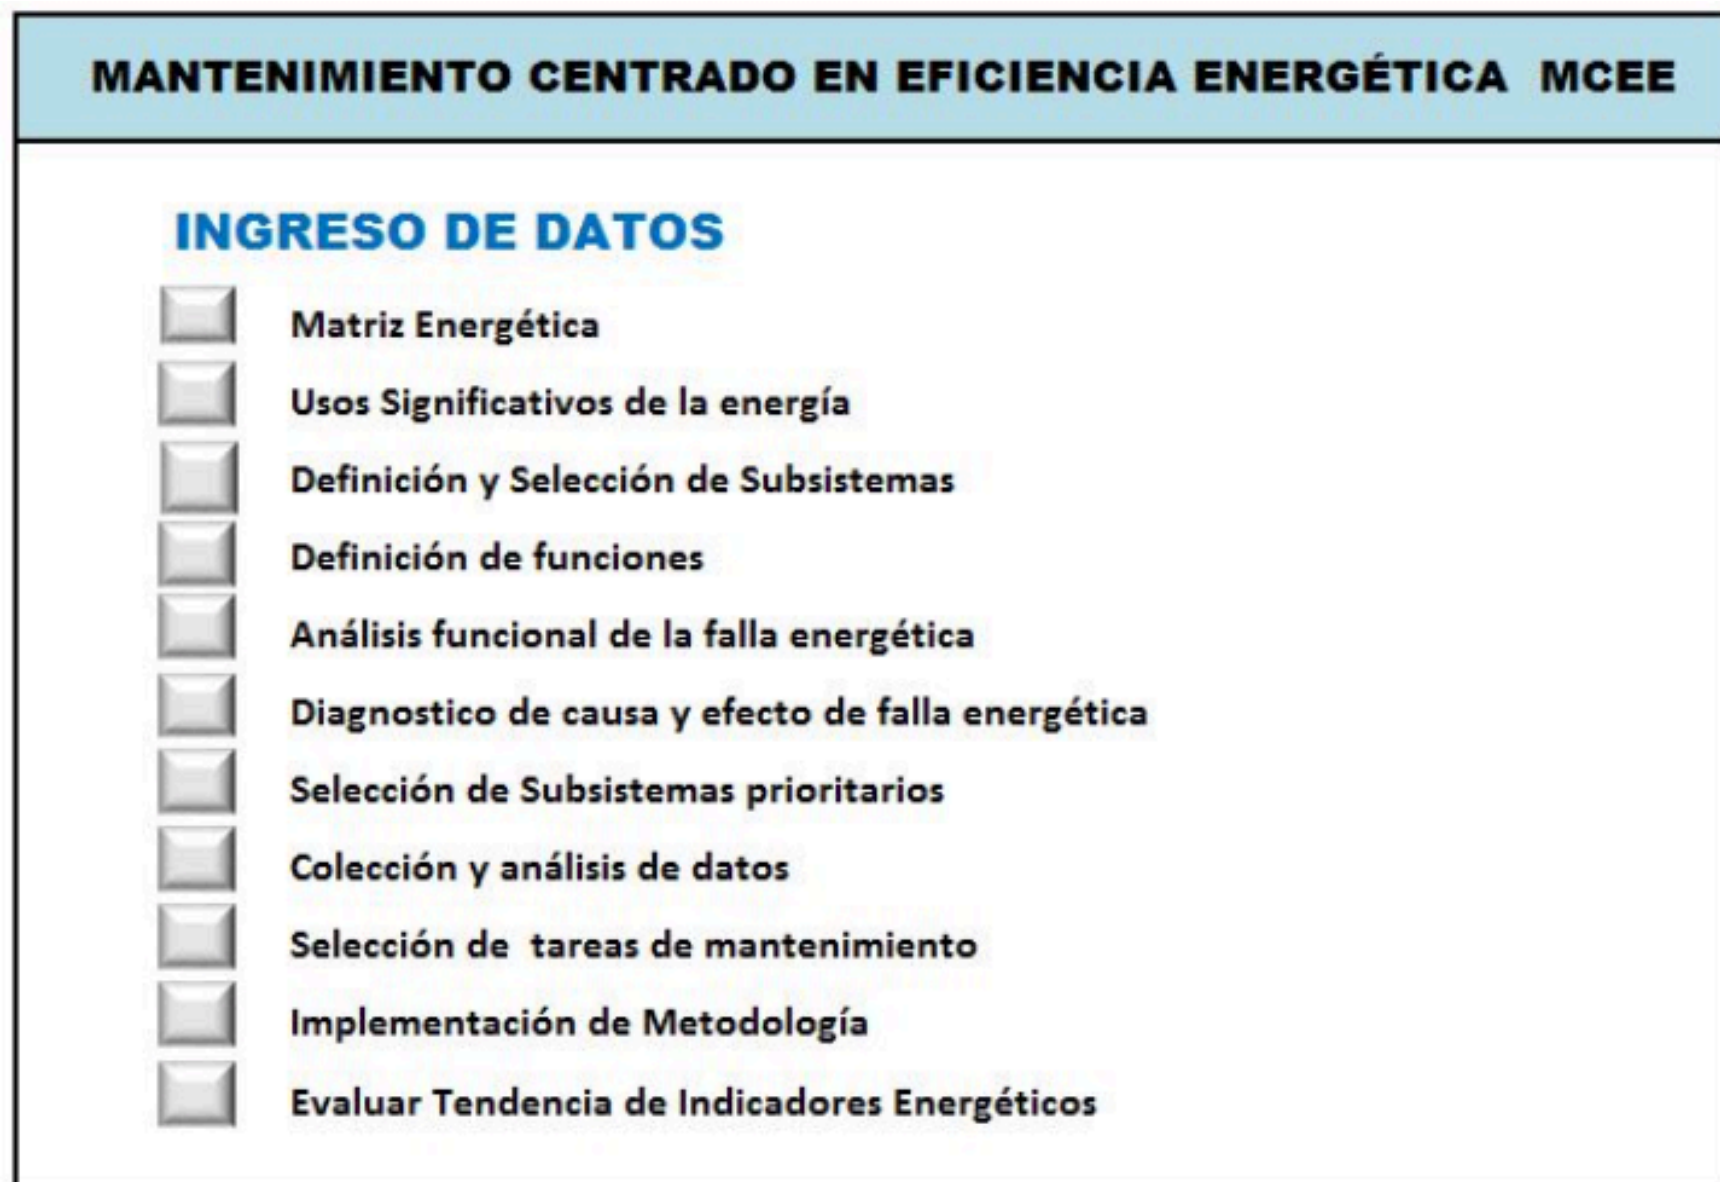 MANTENIMIENTO CENTRADO EN EFICIENCIA ENERGÉTICA MCEE
INGRESO DE DATOS
Matriz Energética
Usos Significativos de la energía
Definición y Selección de Subsistemas
Definición de funciones
Análisis funcional de la falla energética
Diagnostico de causa y efecto de falla energética
Selección de Subsistemas prioritarios
Colección y análisis de datos
Selección de tareas de mantenimiento
Implementación de Metodología
Evaluar Tendencia de Indicadores Energéticos